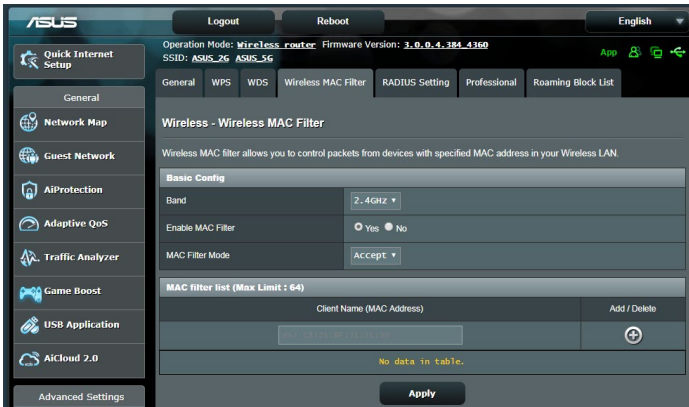 ASUS
Logout
Reboot
English
Quick Internet Setup
Operation Mode: Wireless router Firmware Version: 3.0.0.4.384_4360
SSID: ASUS_2G ASUS_5G
App
General WPS WDS Wireless MAC Filter RADIUS Setting Professional Roaming Block List
General
Network Map
Guest Network
AiProtection
Adaptive QoS
Traffic Analyzer
Game Boost
USB Application
AiCloud 2.0
Advanced Settings
Wireless - Wireless MAC Filter
Wireless MAC filter allows you to control packets from devices with specified MAC address in your Wireless LAN.
Basic Config
Band 2.4GHz
Enable MAC Filter Yes No
MAC Filter Mode Accept
MAC filter list (Max Limit : 64)
Client Name (MAC Address) Add / Delete
No data in table.
Apply